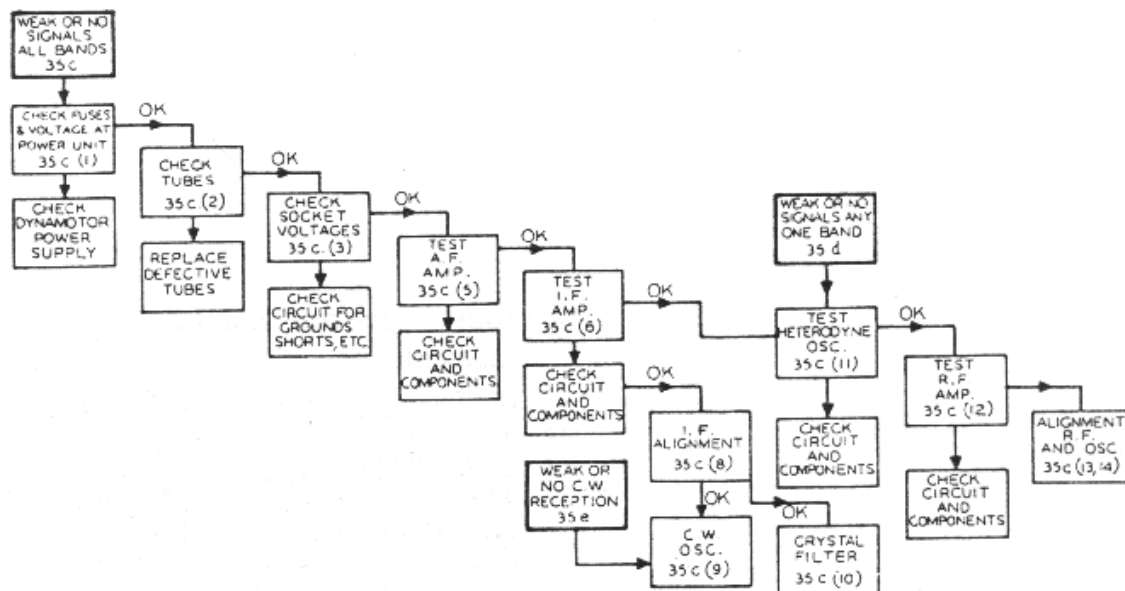 WEAK OR NO
SIGNALS
ALL BANDS
35 c
CHECK FUSES
& VOLTAGE AT
POWER UNIT
35 c (1)
OK
CHECK
DYNAMOTOR
POWER
SUPPLY
CHECK
TUBES
35 c.(2)
OK
REPLACE
DEFECTIVE
TUBES
CHECK
SOCKET
VOLTAGES
35 c. (3)
OK
CHECK
CIRCUIT FOR
GROUNDS
SHORTS, ETC.
TEST
A.F.
AMP.
35 c (5)
OK
CHECK
CIRCUIT
AND
COMPONENTS
TEST
I.F.
AMP.
35 c (6)
OK
CHECK
CIRCUIT
AND
COMPONENTS
OK
I. F.
ALIGNMENT
35 c (8)
OK
OK
WEAK OR
NO C.W.
RECEPTION
35 e
C.W
OSC.
35 c (9)
CRYSTAL
FILTER
35 c (10)
WEAK OR NO
SIGNALS ANY
ONE BAND
35 d
TEST
HETERODYNE
OSC.
35 c (11)
OK
CHECK
CIRCUIT
AND
COMPONENTS
TEST
R.F.
AMP.
35 c (12)
CHECK
CIRCUIT
AND
COMPONENTS
ALIGNMENT
R.F.
AND OSC
35c (13, 14)